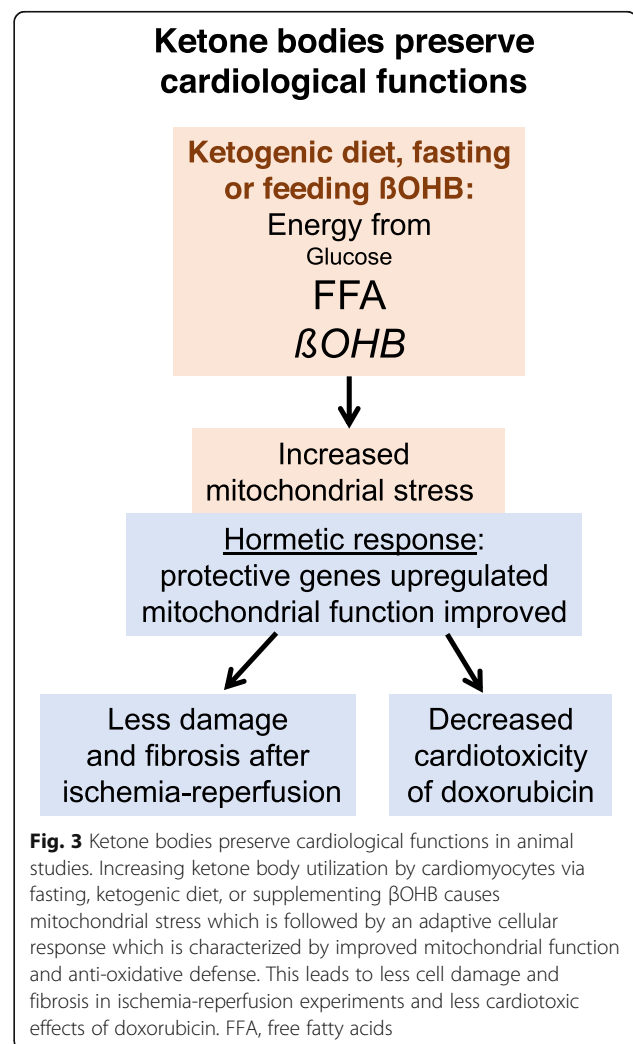 Ketone bodies preserve
cardiological functions
Ketogenic diet, fasting
or feeding ßOHB:
Energy from
Glucose
FFA
ßOHB
Increased
mitochondrial stress
Hormetic response:
protective genes upregulated
mitochondrial function improved
Less damage
and fibrosis after
ischemia-reperfusion
Decreased
cardiotoxicity
of doxorubicin
Fig. 3 Ketone bodies preserve cardiological functions in animal
studies. Increasing ketone body utilization by cardiomyocytes via
fasting, ketogenic diet, or supplementing βOHB causes
mitochondrial stress which is followed by an adaptive cellular
response which is characterized by improved mitochondrial function
and anti-oxidative defense. This leads to less cell damage and
fibrosis in ischemia-reperfusion experiments and less cardiotoxic
effects of doxorubicin. FFA, free fatty acids